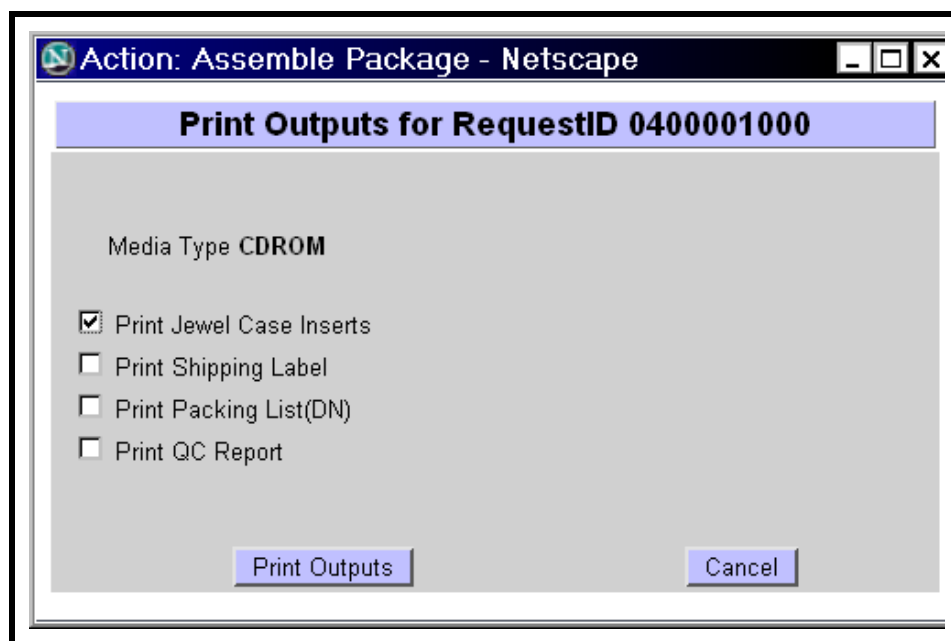 Action: Assemble Package - Netscape
Print Outputs for RequestID 0400001000
Media Type CDROM
Print Jewel Case Inserts
Print Shipping Label
Print Packing List(DN)
Print QC Report
Print Outputs
Cancel